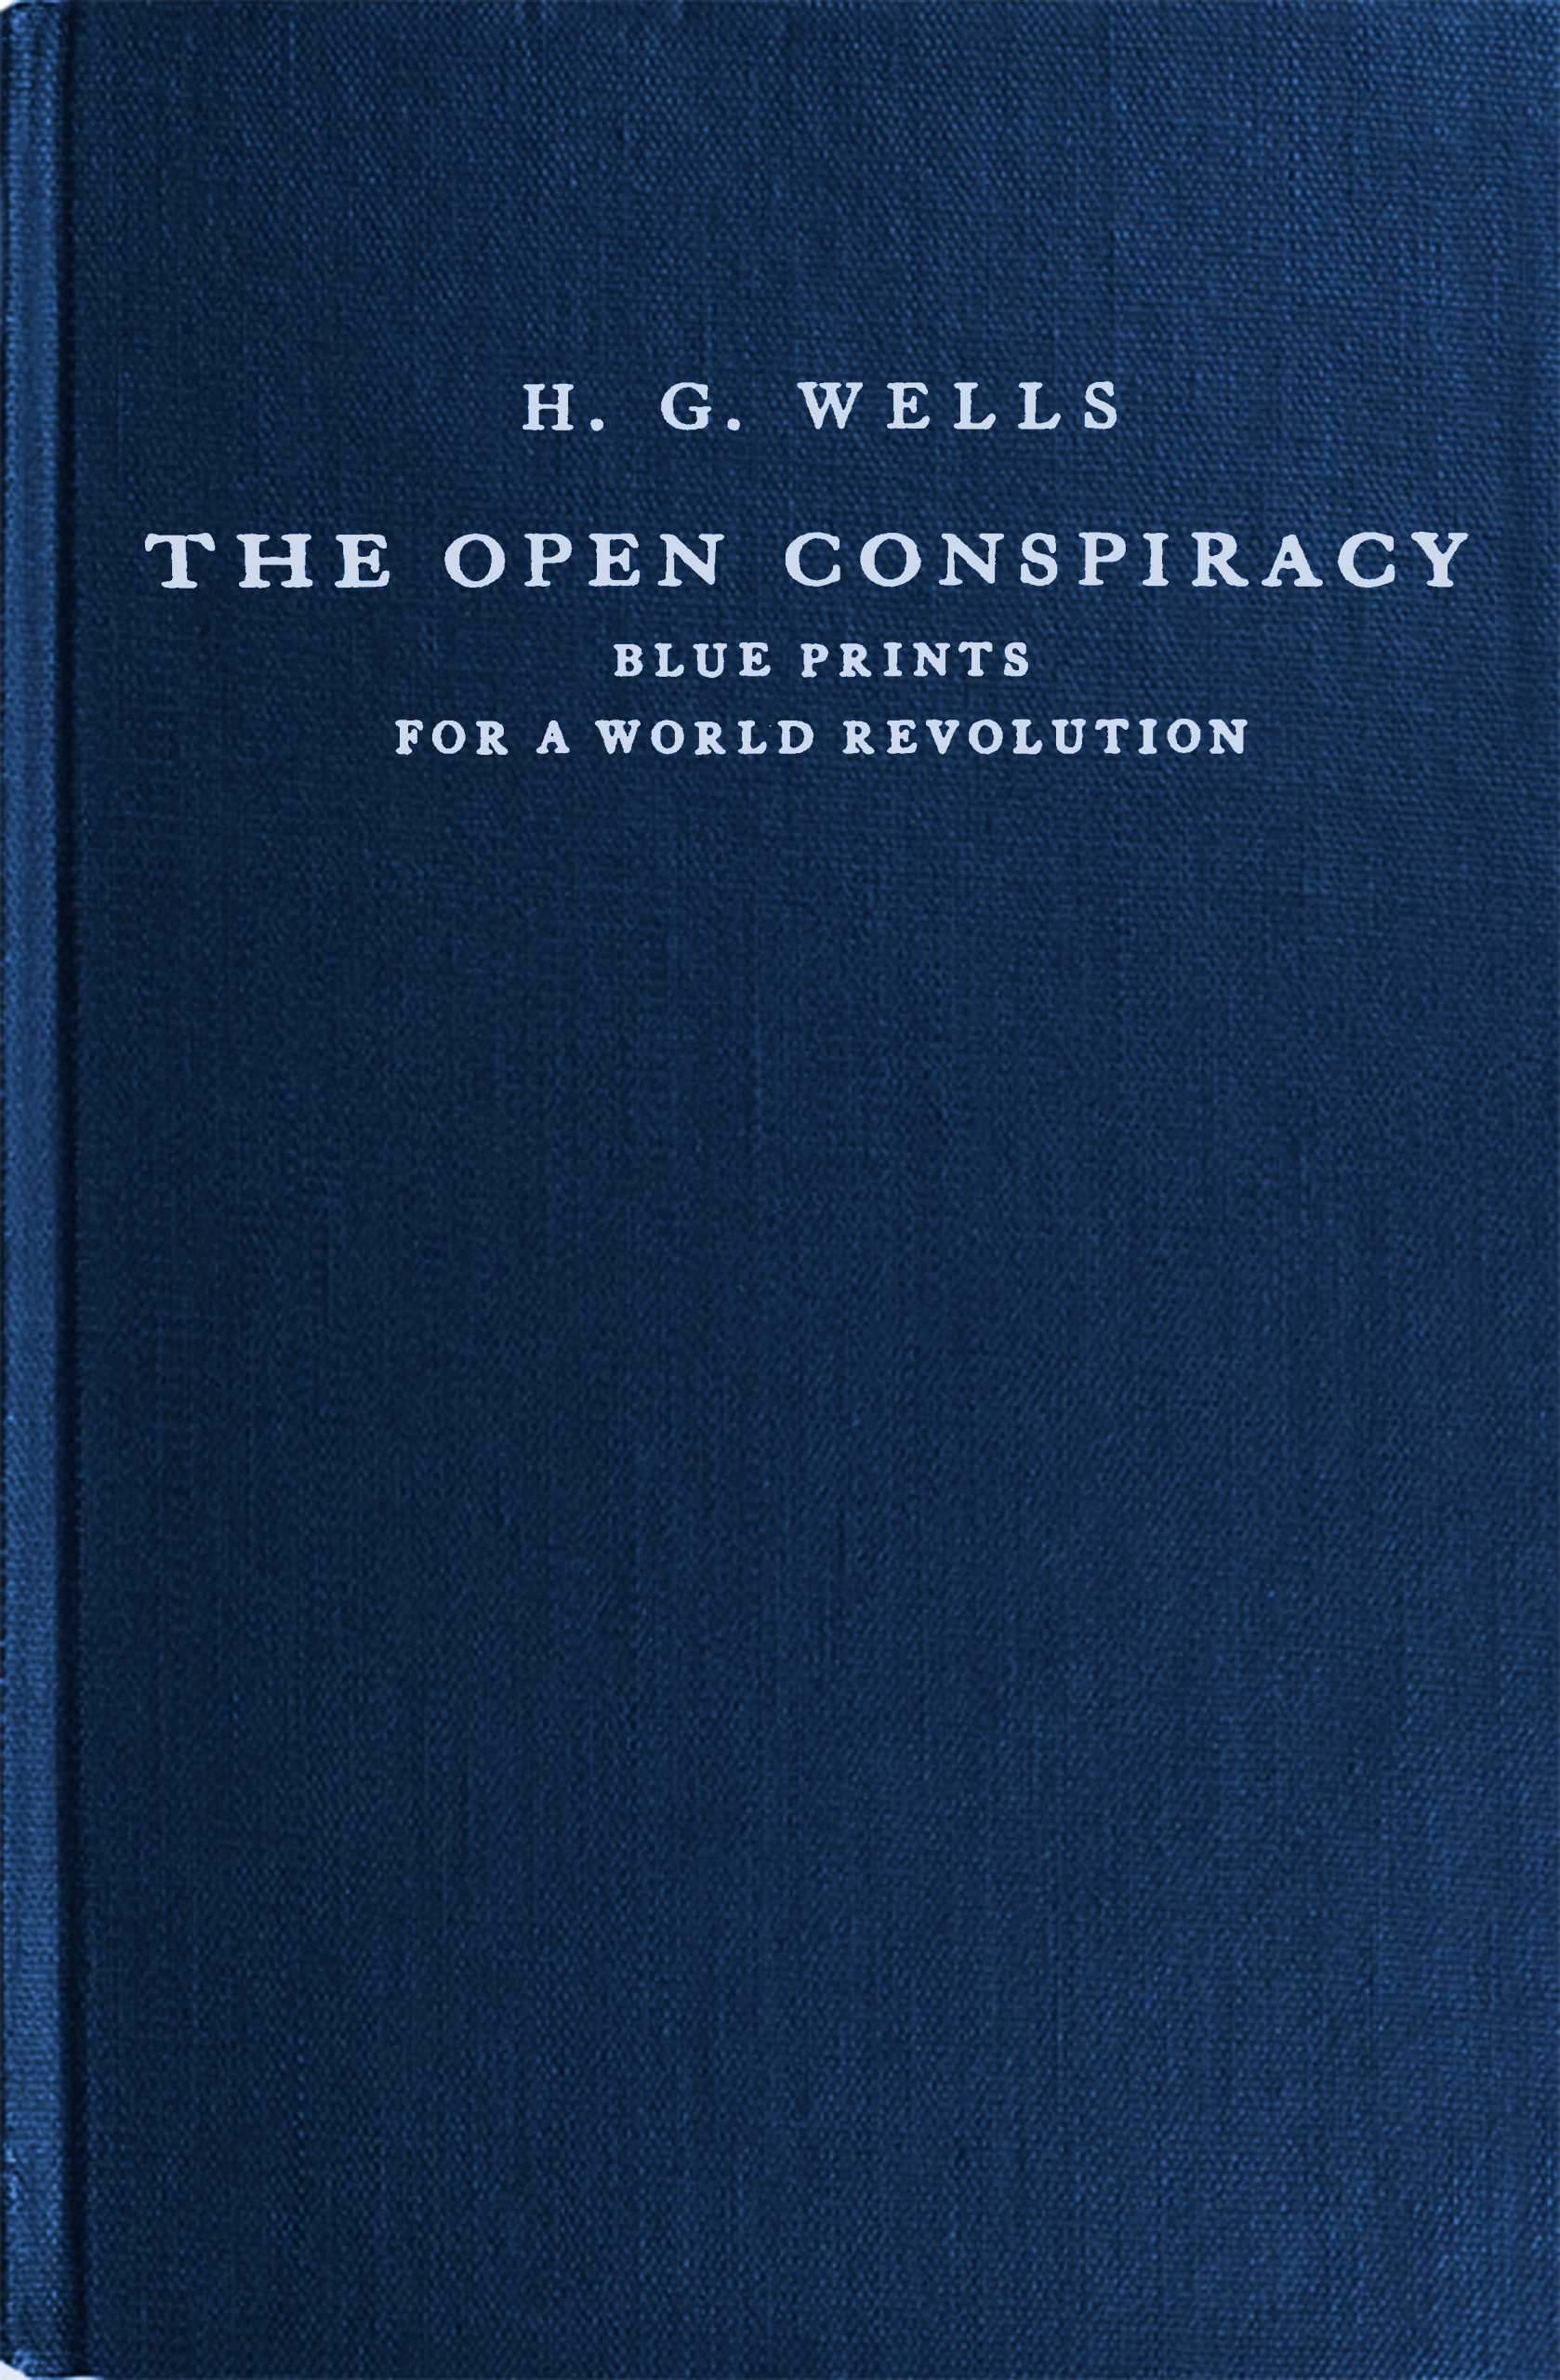 H. G. WELLS
THE OPEN CONSPIRACY
BLUE PRINTS
FOR A WORLD REVOLUTION